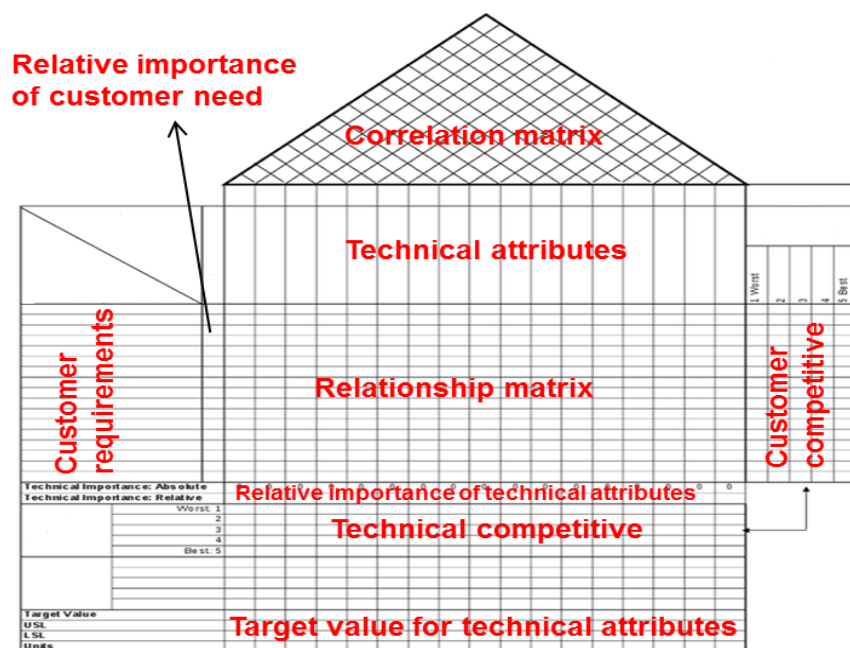 Relative importance
of customer need
Correlation matrix
Technical attributes
1 Worst
2
3
4
5 Best
Customer
requirements
Relationship matrix
Customer
competitive
Technical Importance: Absolute
Technical Importance: Relative
Relative Importance of technical attributes
Worst: 1
2
3
4
Best: 5
Technical competitive
Target Value
USL
LSL
Units
Target value for technical attributes